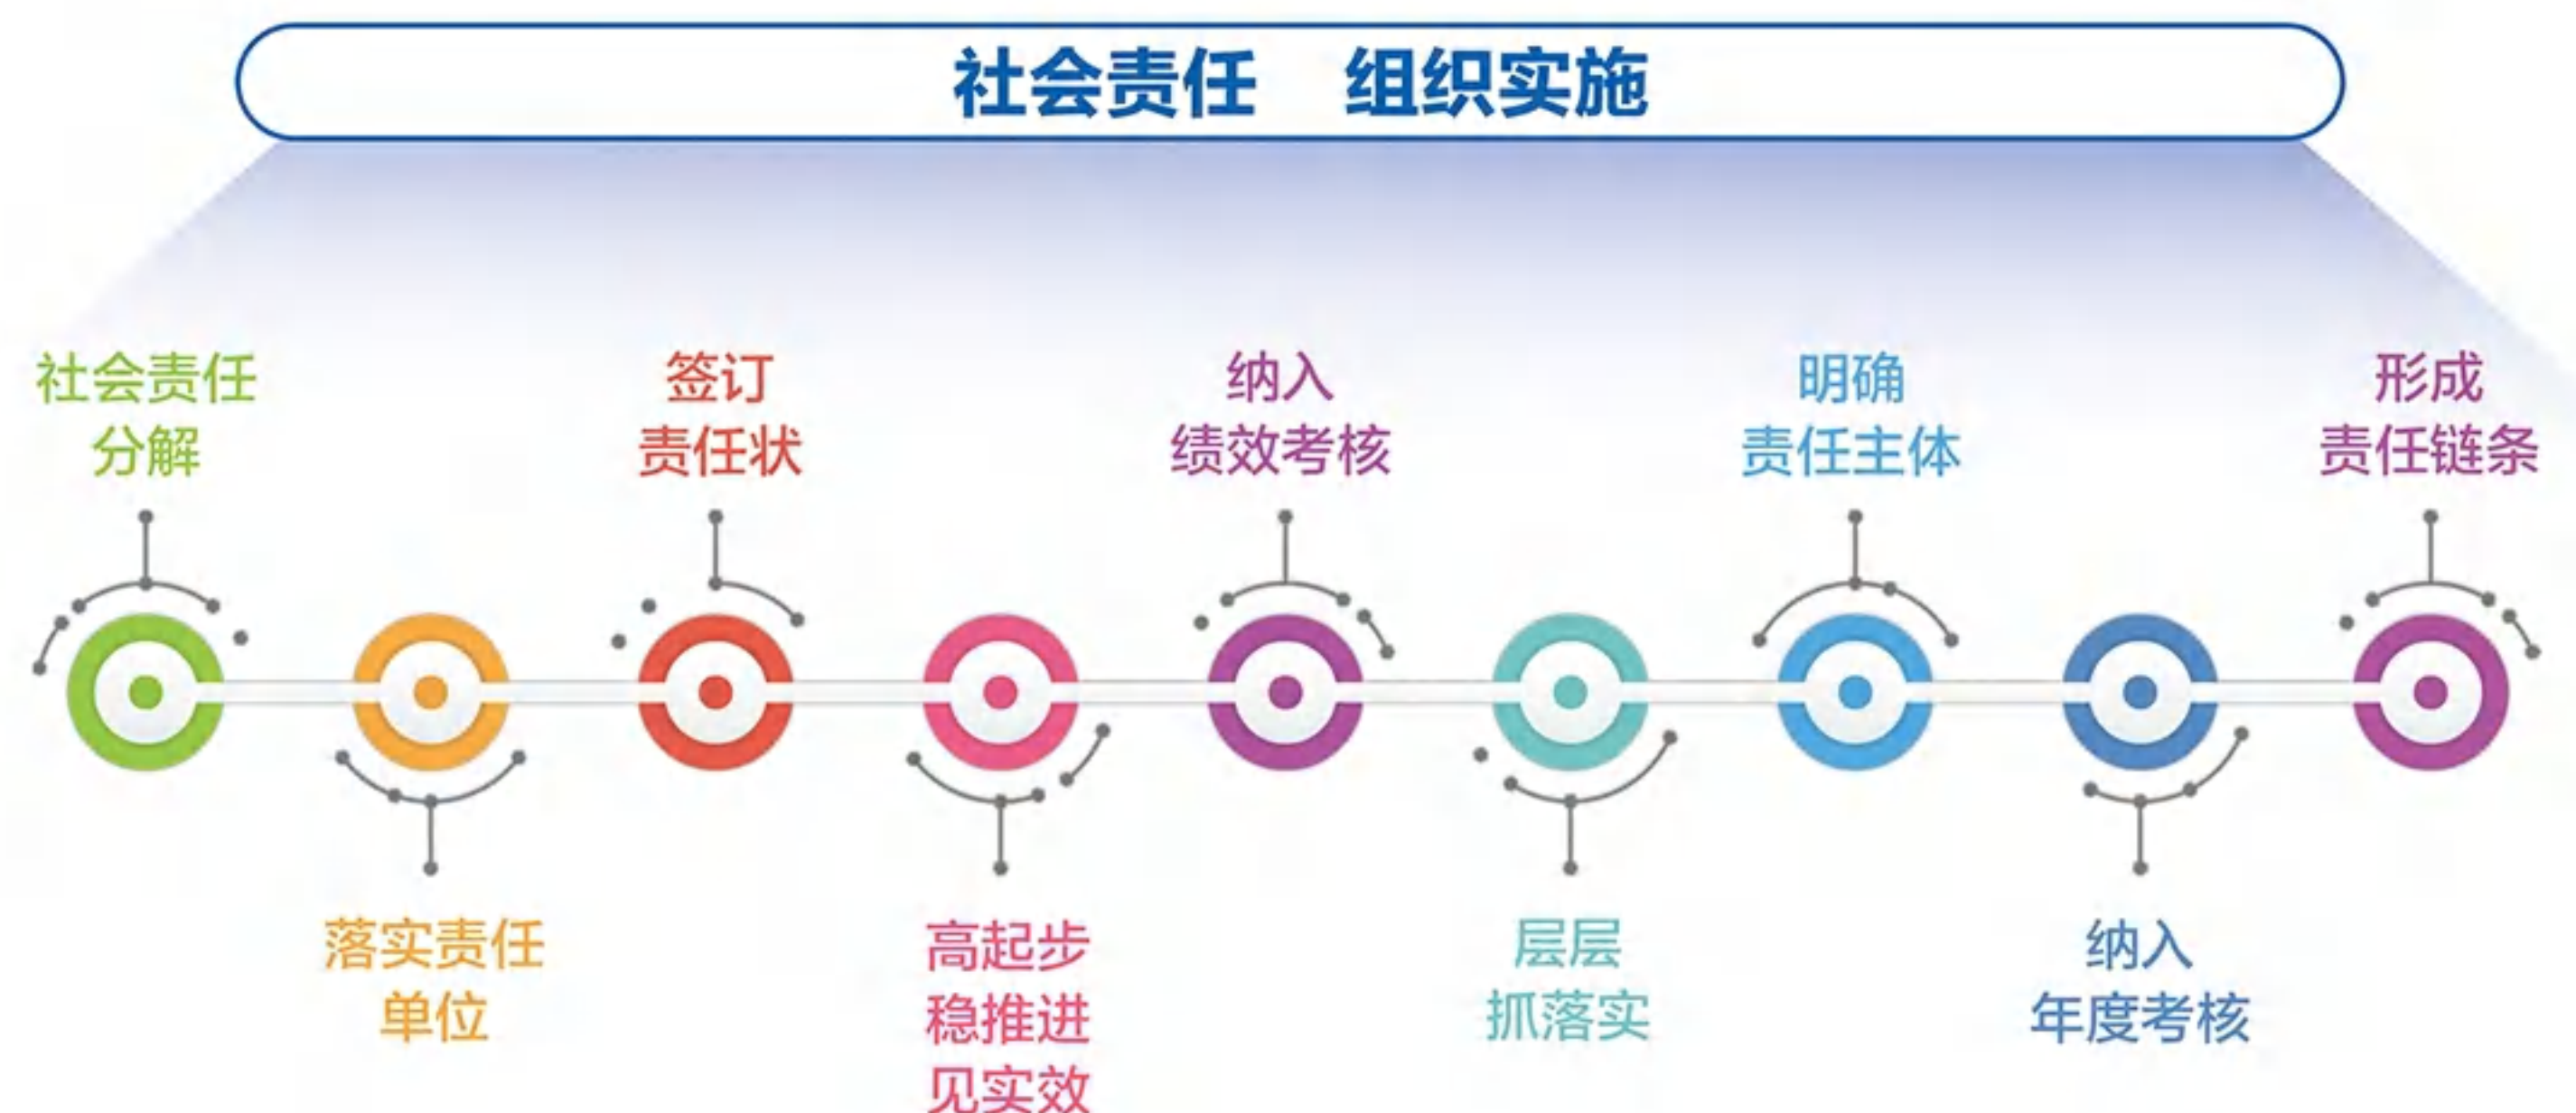 社会责任　组织实施
社会责任
分解
落实责任
单位
签订
责任状
高起步
稳推进
见实效
纳入
绩效考核
层层
抓落实
明确
责任主体
纳入
年度考核
形成
责任链条